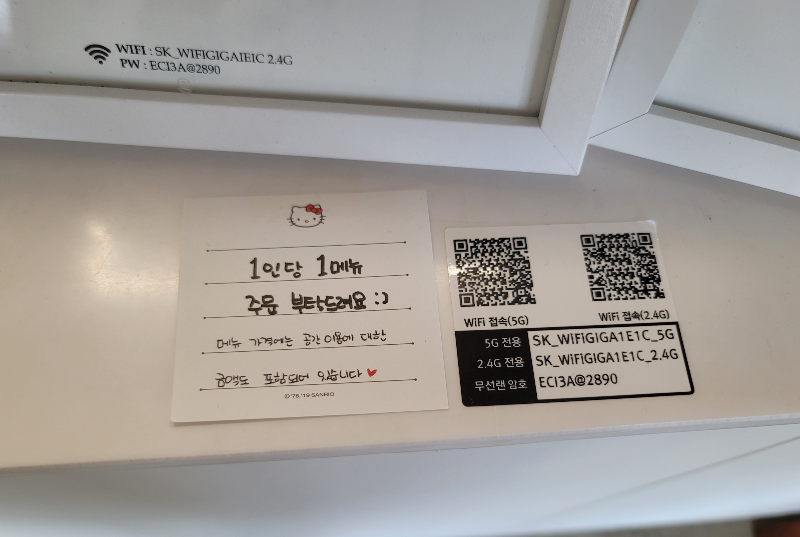 WIFI : SK_WIFIGIGAIEIC 2.4G
PW : ECI3A@2890
1인당 1메뉴
주문 부탁드려요 :)
메뉴 가격에는 공간 이용에 대한
금액도 포함되어 있습니다 ♥
©'76, '19 SANRIO
WiFi 접속(5G)
WiFi 접속(2.4G)
5G 전용 SK_WiFiGIGA1E1C_5G
2.4G 전용 SK_WiFiGIGA1E1C_2.4G
무선랜 암호 ECI3A@2890